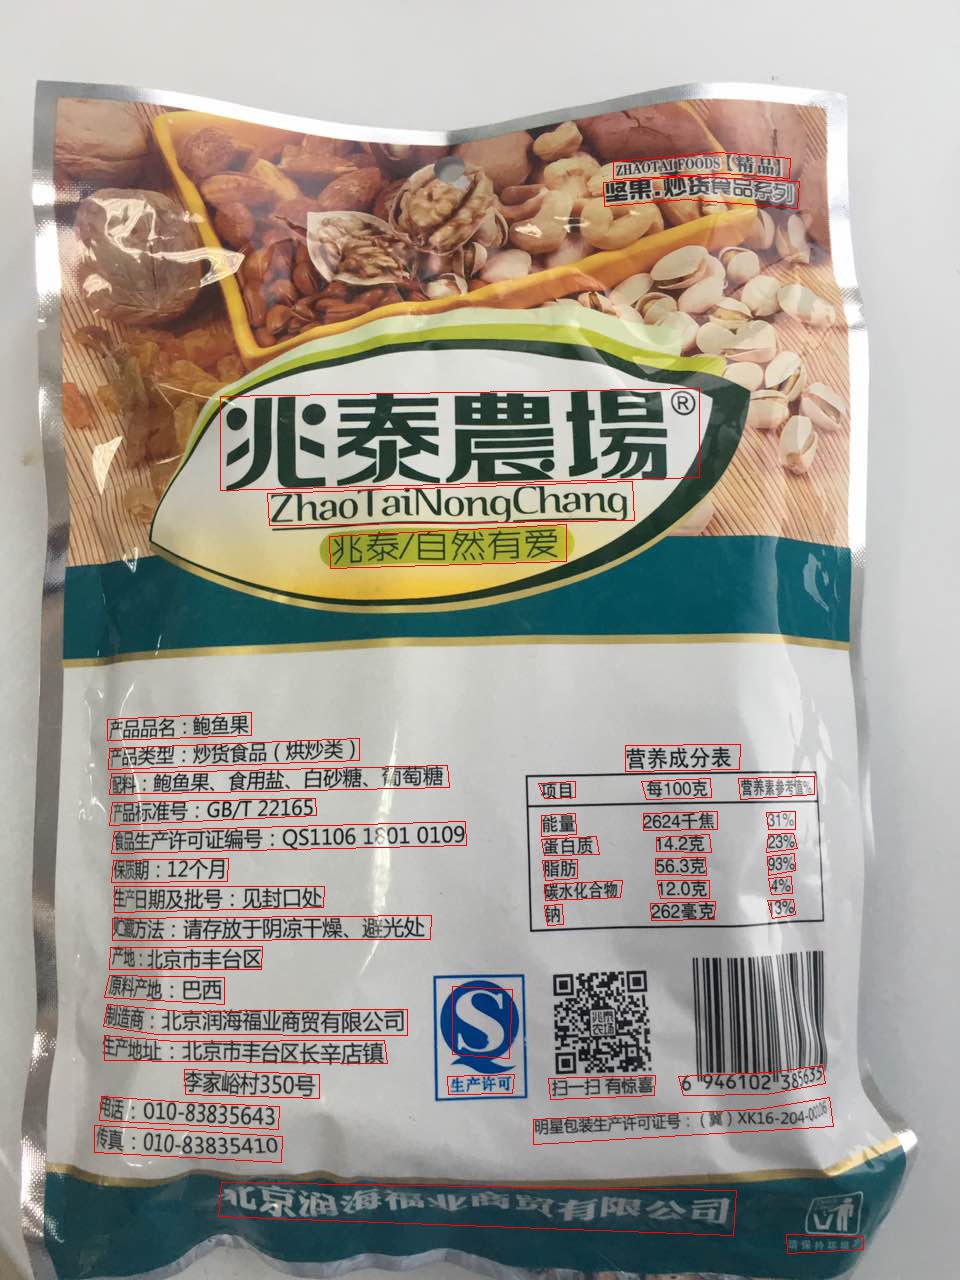 ZHAOTAI FOODS【精品】
坚果.炒货食品系列
兆泰農場®
ZhaoTaiNongChang
兆泰/自然有爱
产品品名：鲍鱼果
产品类型：炒货食品（烘炒类）
配料：鲍鱼果、食用盐、白砂糖、葡萄糖
产品标准号：GB/T 22165
食品生产许可证编号：QS1106 1801 0109
保质期：12个月
生产日期及批号：见封口处
贮藏方法：请存放于阴凉干燥、避光处
产地：北京市丰台区
原料产地：巴西
制造商：北京润海福业商贸有限公司
生产地址：北京市丰台区长辛店镇
李家峪村350号
电话：010-83835643
传真：010-83835410
营养成分表
项目 每100克 营养素参考值%
能量 2624千焦 31%
蛋白质 14.2克 23%
脂肪 56.3克 93%
碳水化合物 12.0克 4%
钠 262毫克 13%
S
生产许可
兆泰
农场
扫一扫 有惊喜
6 946102 385635
明星包装生产许可证号：（冀）XK16-204-00206
北京润海福业商贸有限公司
请保持环境